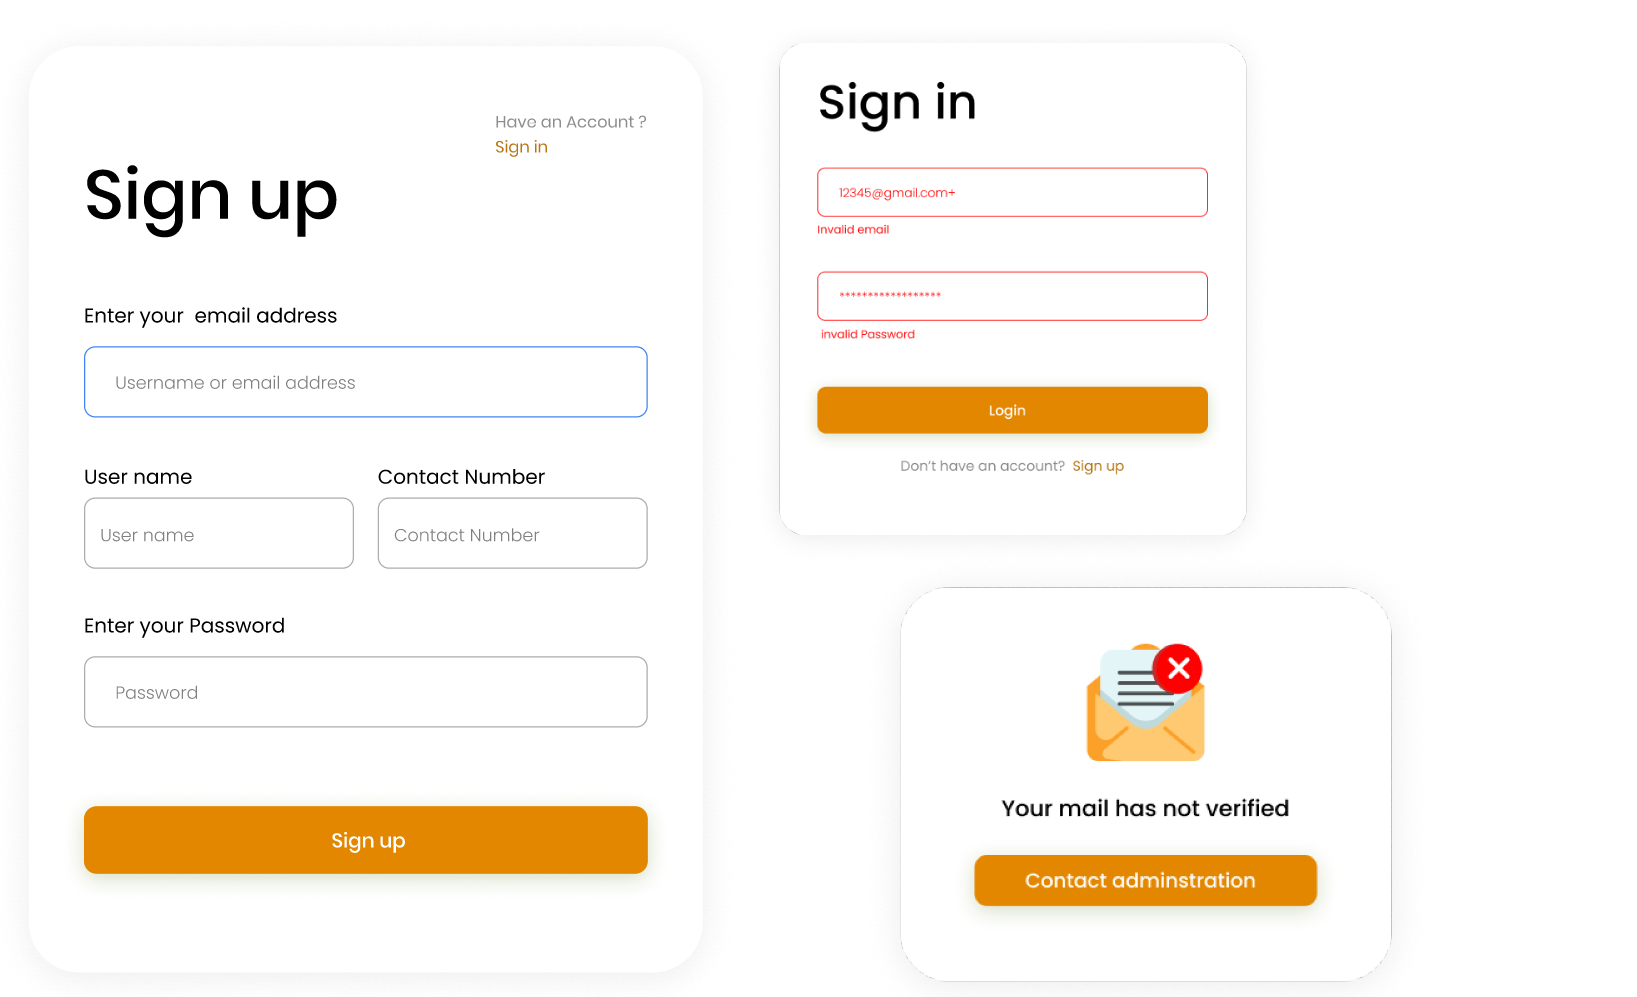 Have an Account ?
Sign in
Sign up
Enter your  email address
Username or email address
User name
Contact Number
User name
Contact Number
Enter your Password
Password
Sign up
Sign in
12345@gmail.com+
Invalid email
******************
invalid Password
Login
Don't have an account?  Sign up
Your mail has not verified
Contact adminstration